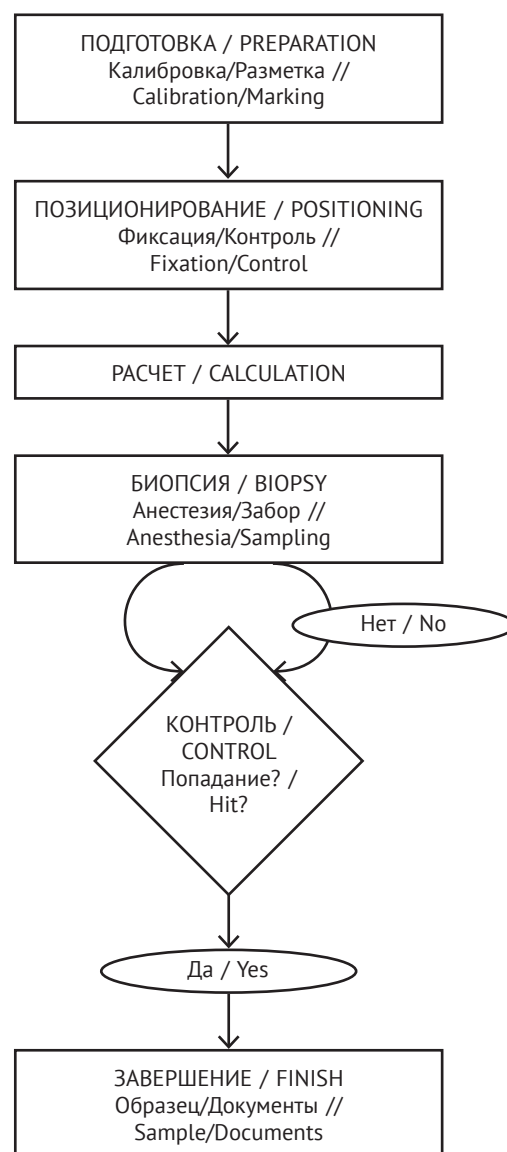 ПОДГОТОВКА / PREPARATION
Калибровка/Разметка //
Calibration/Marking
ПОЗИЦИОНИРОВАНИЕ / POSITIONING
Фиксация/Контроль //
Fixation/Control
РАСЧЕТ / CALCULATION
БИОПСИЯ / BIOPSY
Анестезия/Забор //
Anesthesia/Sampling
Нет / No
КОНТРОЛЬ /
CONTROL
Попадание? /
Hit?
Да / Yes
ЗАВЕРШЕНИЕ / FINISH
Образец/Документы //
Sample/Documents